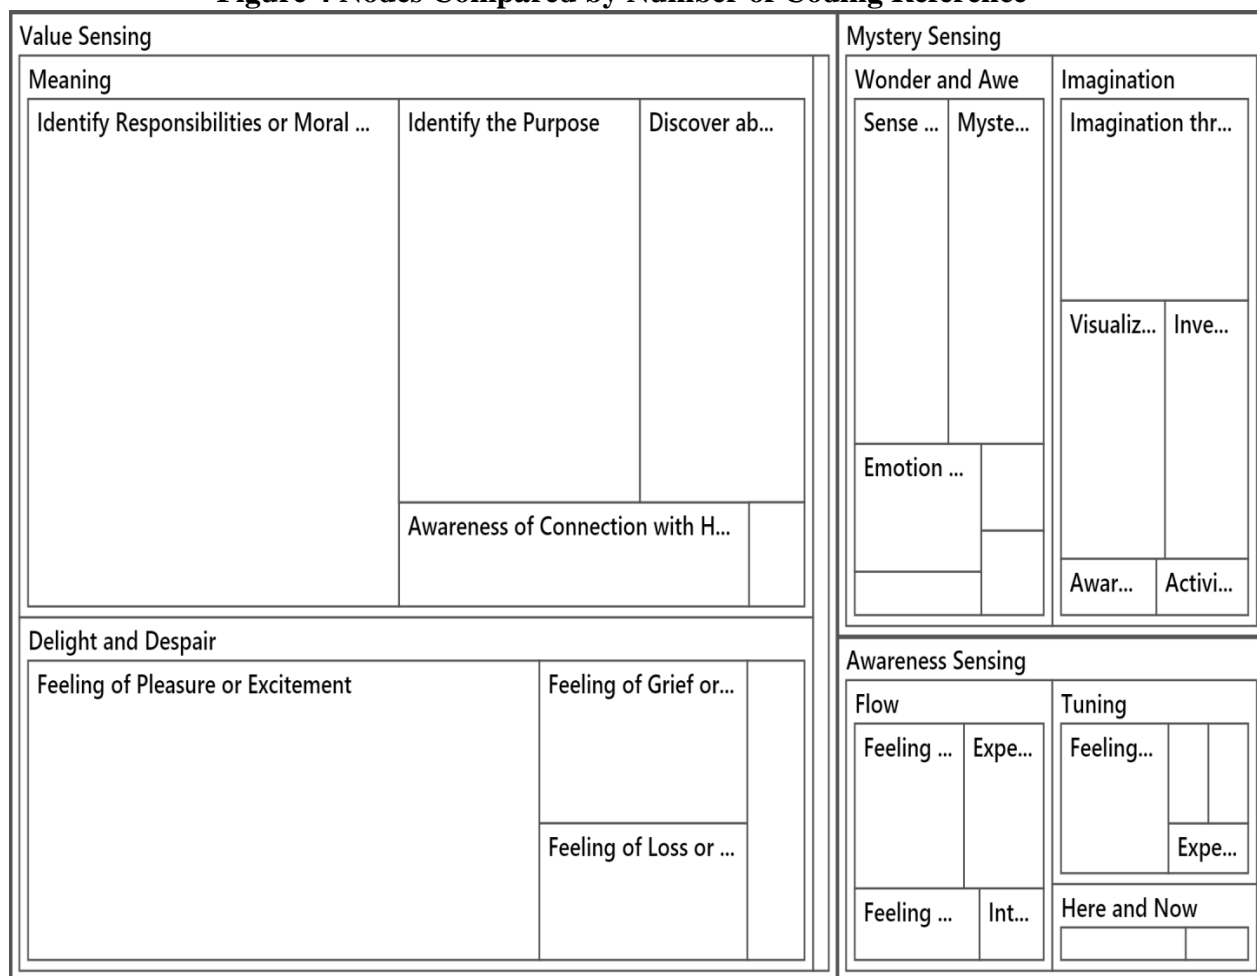 Figure 4 Nodes Compared by Number of Coding Reference
Value Sensing
Meaning
Identify Responsibilities or Moral ...
Identify the Purpose
Discover ab...
Awareness of Connection with H...
Delight and Despair
Feeling of Pleasure or Excitement
Feeling of Grief or...
Feeling of Loss or ...
Mystery Sensing
Wonder and Awe
Sense ...
Myste...
Emotion ...
Imagination
Imagination thr...
Visualiz...
Inve...
Awar...
Activi...
Awareness Sensing
Flow
Feeling ...
Expe...
Feeling ...
Int...
Tuning
Feeling...
Expe...
Here and Now